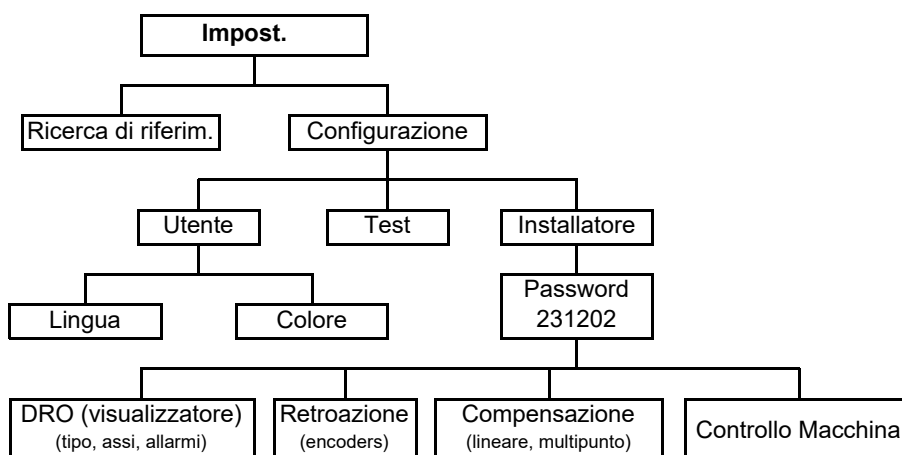 Impost.
Ricerca di riferim.
Configurazione
Utente
Test
Installatore
Lingua
Colore
Password
231202
DRO (visualizzatore)
(tipo, assi, allarmi)
Retroazione
(encoders)
Compensazione
(lineare, multipunto)
Controllo Macchina